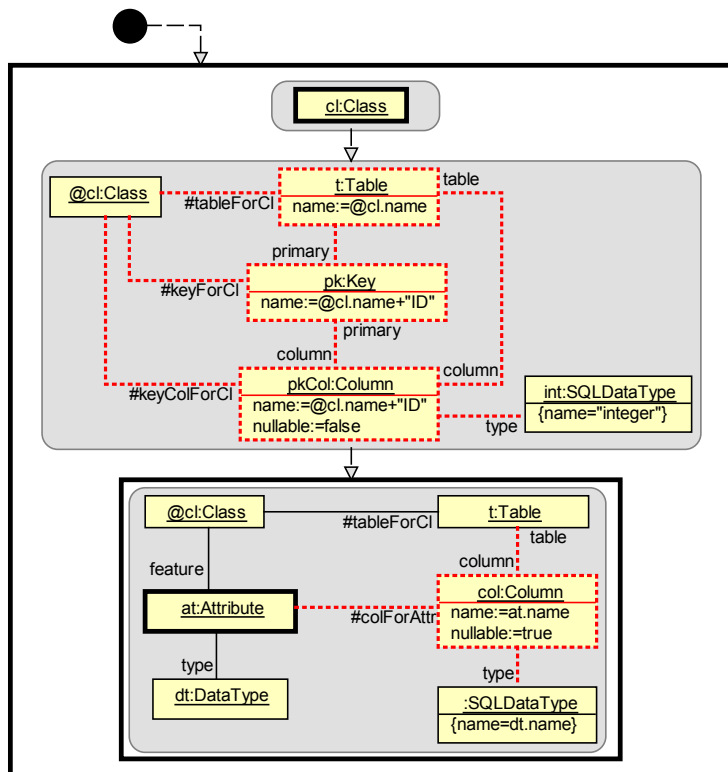 cl:Class
@cl:Class
#tableForCl
t:Table
name:=@cl.name
table
primary
#keyForCl
pk:Key
name:=@cl.name+"ID"
primary
column
column
#keyColForCl
pkCol:Column
name:=@cl.name+"ID"
nullable:=false
type
int:SQLDataType
{name="integer"}
@cl:Class
#tableForCl
t:Table
table
feature
column
at:Attribute
#colForAttr
col:Column
name:=at.name
nullable:=true
type
type
dt:DataType
:SQLDataType
{name=dt.name}